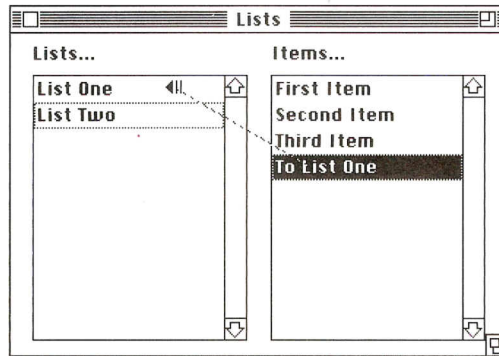 Lists
Lists...
List One
List Two
Items...
First Item
Second Item
Third Item
To List One